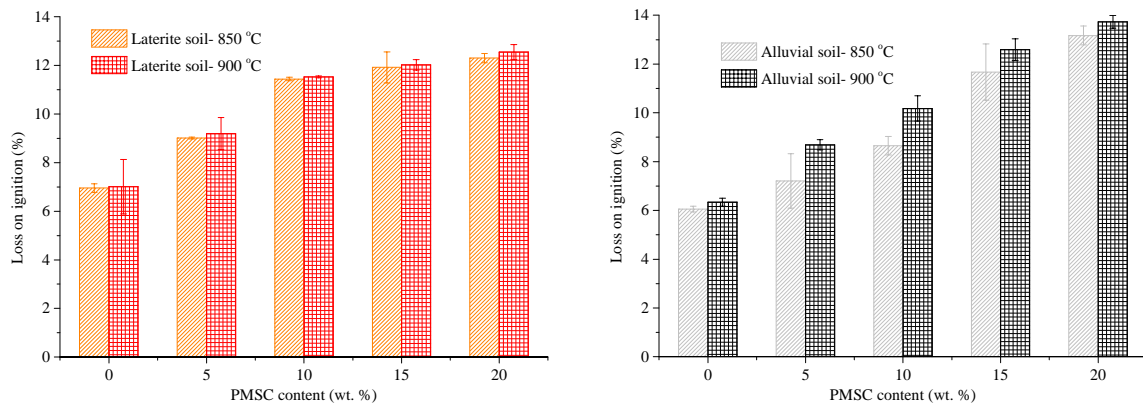 14
12
10
8
6
4
2
0
Loss on ignition (%)
Laterite soil- 850 °C
Laterite soil- 900 °C
0 5 10 15 20
PMSC content (wt. %)
14
12
10
8
6
4
2
0
Loss on ignition (%)
Alluvial soil- 850 °C
Alluvial soil- 900 °C
0 5 10 15 20
PMSC content (wt. %)